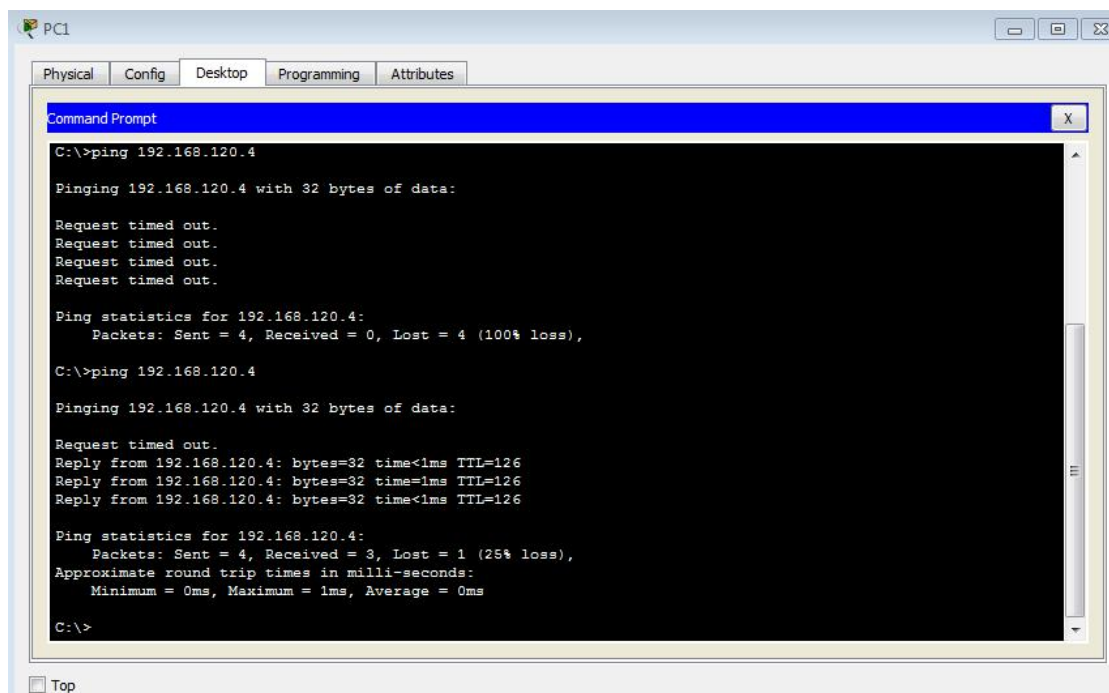 PC1
Physical Config Desktop Programming Attributes
Command Prompt X
C:\>ping 192.168.120.4
Pinging 192.168.120.4 with 32 bytes of data:
Request timed out.
Request timed out.
Request timed out.
Request timed out.
Ping statistics for 192.168.120.4:
Packets: Sent = 4, Received = 0, Lost = 4 (100% loss),
C:\>ping 192.168.120.4
Pinging 192.168.120.4 with 32 bytes of data:
Request timed out.
Reply from 192.168.120.4: bytes=32 time<1ms TTL=126
Reply from 192.168.120.4: bytes=32 time=1ms TTL=126
Reply from 192.168.120.4: bytes=32 time<1ms TTL=126
Ping statistics for 192.168.120.4:
Packets: Sent = 4, Received = 3, Lost = 1 (25% loss),
Approximate round trip times in milli-seconds:
Minimum = 0ms, Maximum = 1ms, Average = 0ms
C:\>
Top